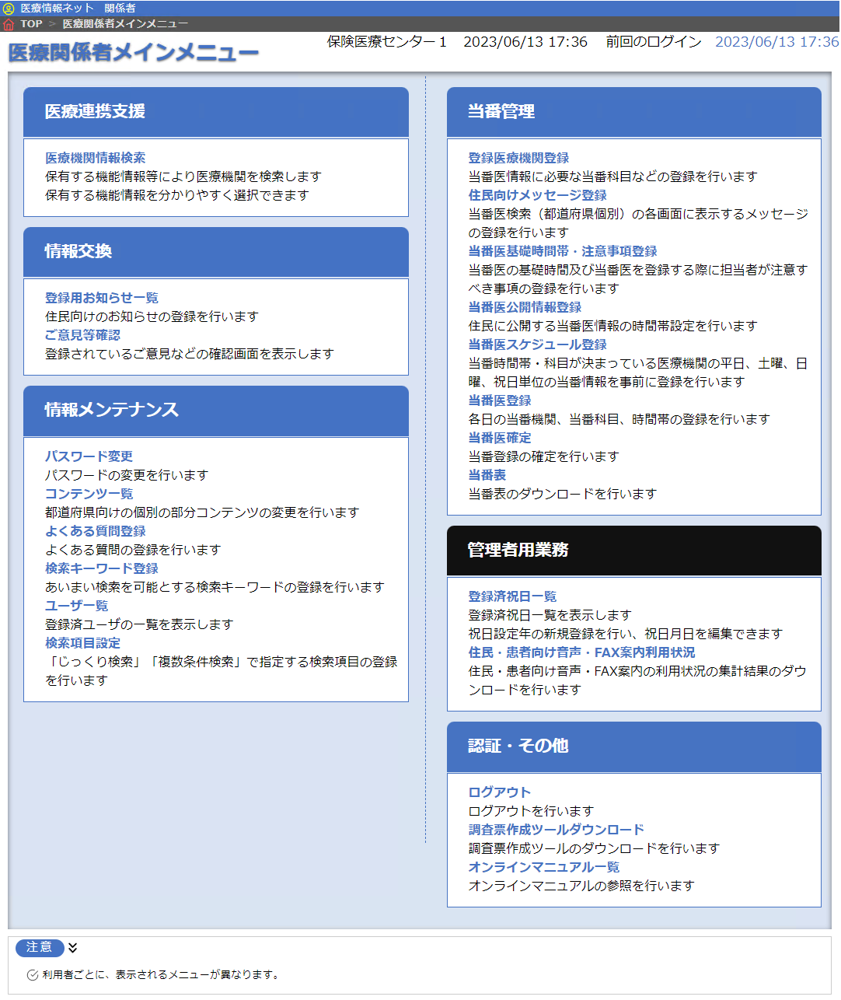 医療情報ネット　関係者
TOP ＞ 医療関係者メインメニュー
医療関係者メインメニュー
保険医療センター１　2023/06/13 17:36　前回のログイン　2023/06/13 17:36
医療連携支援
医療機関情報検索
保有する機能情報等により医療機関を検索します
保有する機能情報を分かりやすく選択できます
情報交換
登録用お知らせ一覧
住民向けのお知らせの登録を行います
ご意見等確認
登録されているご意見などの確認画面を表示します
情報メンテナンス
パスワード変更
パスワードの変更を行います
コンテンツ一覧
都道府県向けの個別の部分コンテンツの変更を行います
よくある質問登録
よくある質問の登録を行います
検索キーワード登録
あいまい検索を可能とする検索キーワードの登録を行います
ユーザ一覧
登録済ユーザの一覧を表示します
検索項目設定
「じっくり検索」「複数条件検索」で指定する検索項目の登録
を行います
当番管理
登録医療機関登録
当番医情報に必要な当番科目などの登録を行います
住民向けメッセージ登録
当番医検索（都道府県個別）の各画面に表示するメッセージ
の登録を行います
当番医基礎時間帯・注意事項登録
当番医の基礎時間及び当番医を登録する際に担当者が注意す
べき事項の登録を行います
当番医公開情報登録
住民に公開する当番医情報の時間帯設定を行います
当番医スケジュール登録
当番時間帯・科目が決まっている医療機関の平日、土曜、日
曜、祝日単位の当番情報を事前に登録を行います
当番医登録
各日の当番機関、当番科目、時間帯の登録を行います
当番医確定
当番登録の確定を行います
当番表
当番表のダウンロードを行います
管理者用業務
登録済祝日一覧
登録済祝日一覧を表示します
祝日設定年の新規登録を行い、祝日月日を編集できます
住民・患者向け音声・FAX案内利用状況
住民・患者向け音声・FAX案内の利用状況の集計結果のダウ
ンロードを行います
認証・その他
ログアウト
ログアウトを行います
調査票作成ツールダウンロード
調査票作成ツールのダウンロードを行います
オンラインマニュアル一覧
オンラインマニュアルの参照を行います
注意
利用者ごとに、表示されるメニューが異なります。